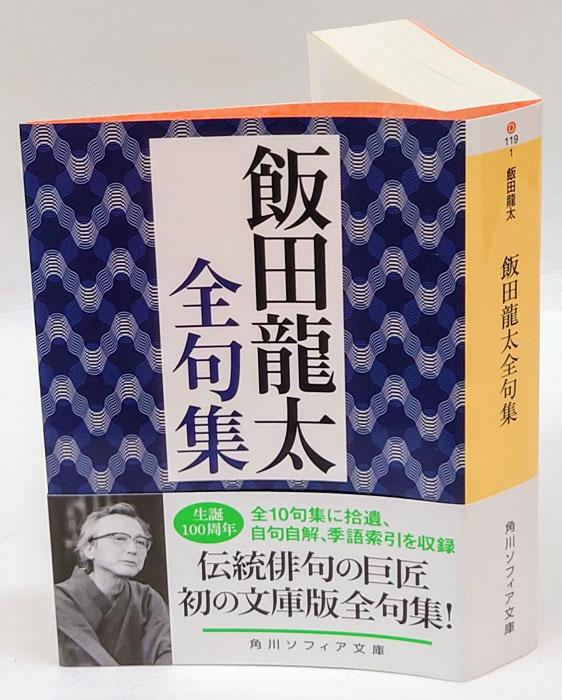 飯田龍太
全句集
生誕
100周年
全10句集に拾遺、
自句自解、季語索引を収録
伝統俳句の巨匠
初の文庫版全句集!
角川ソフィア文庫
D
119
1
飯田龍太
飯田龍太全句集
角川ソフィア文庫